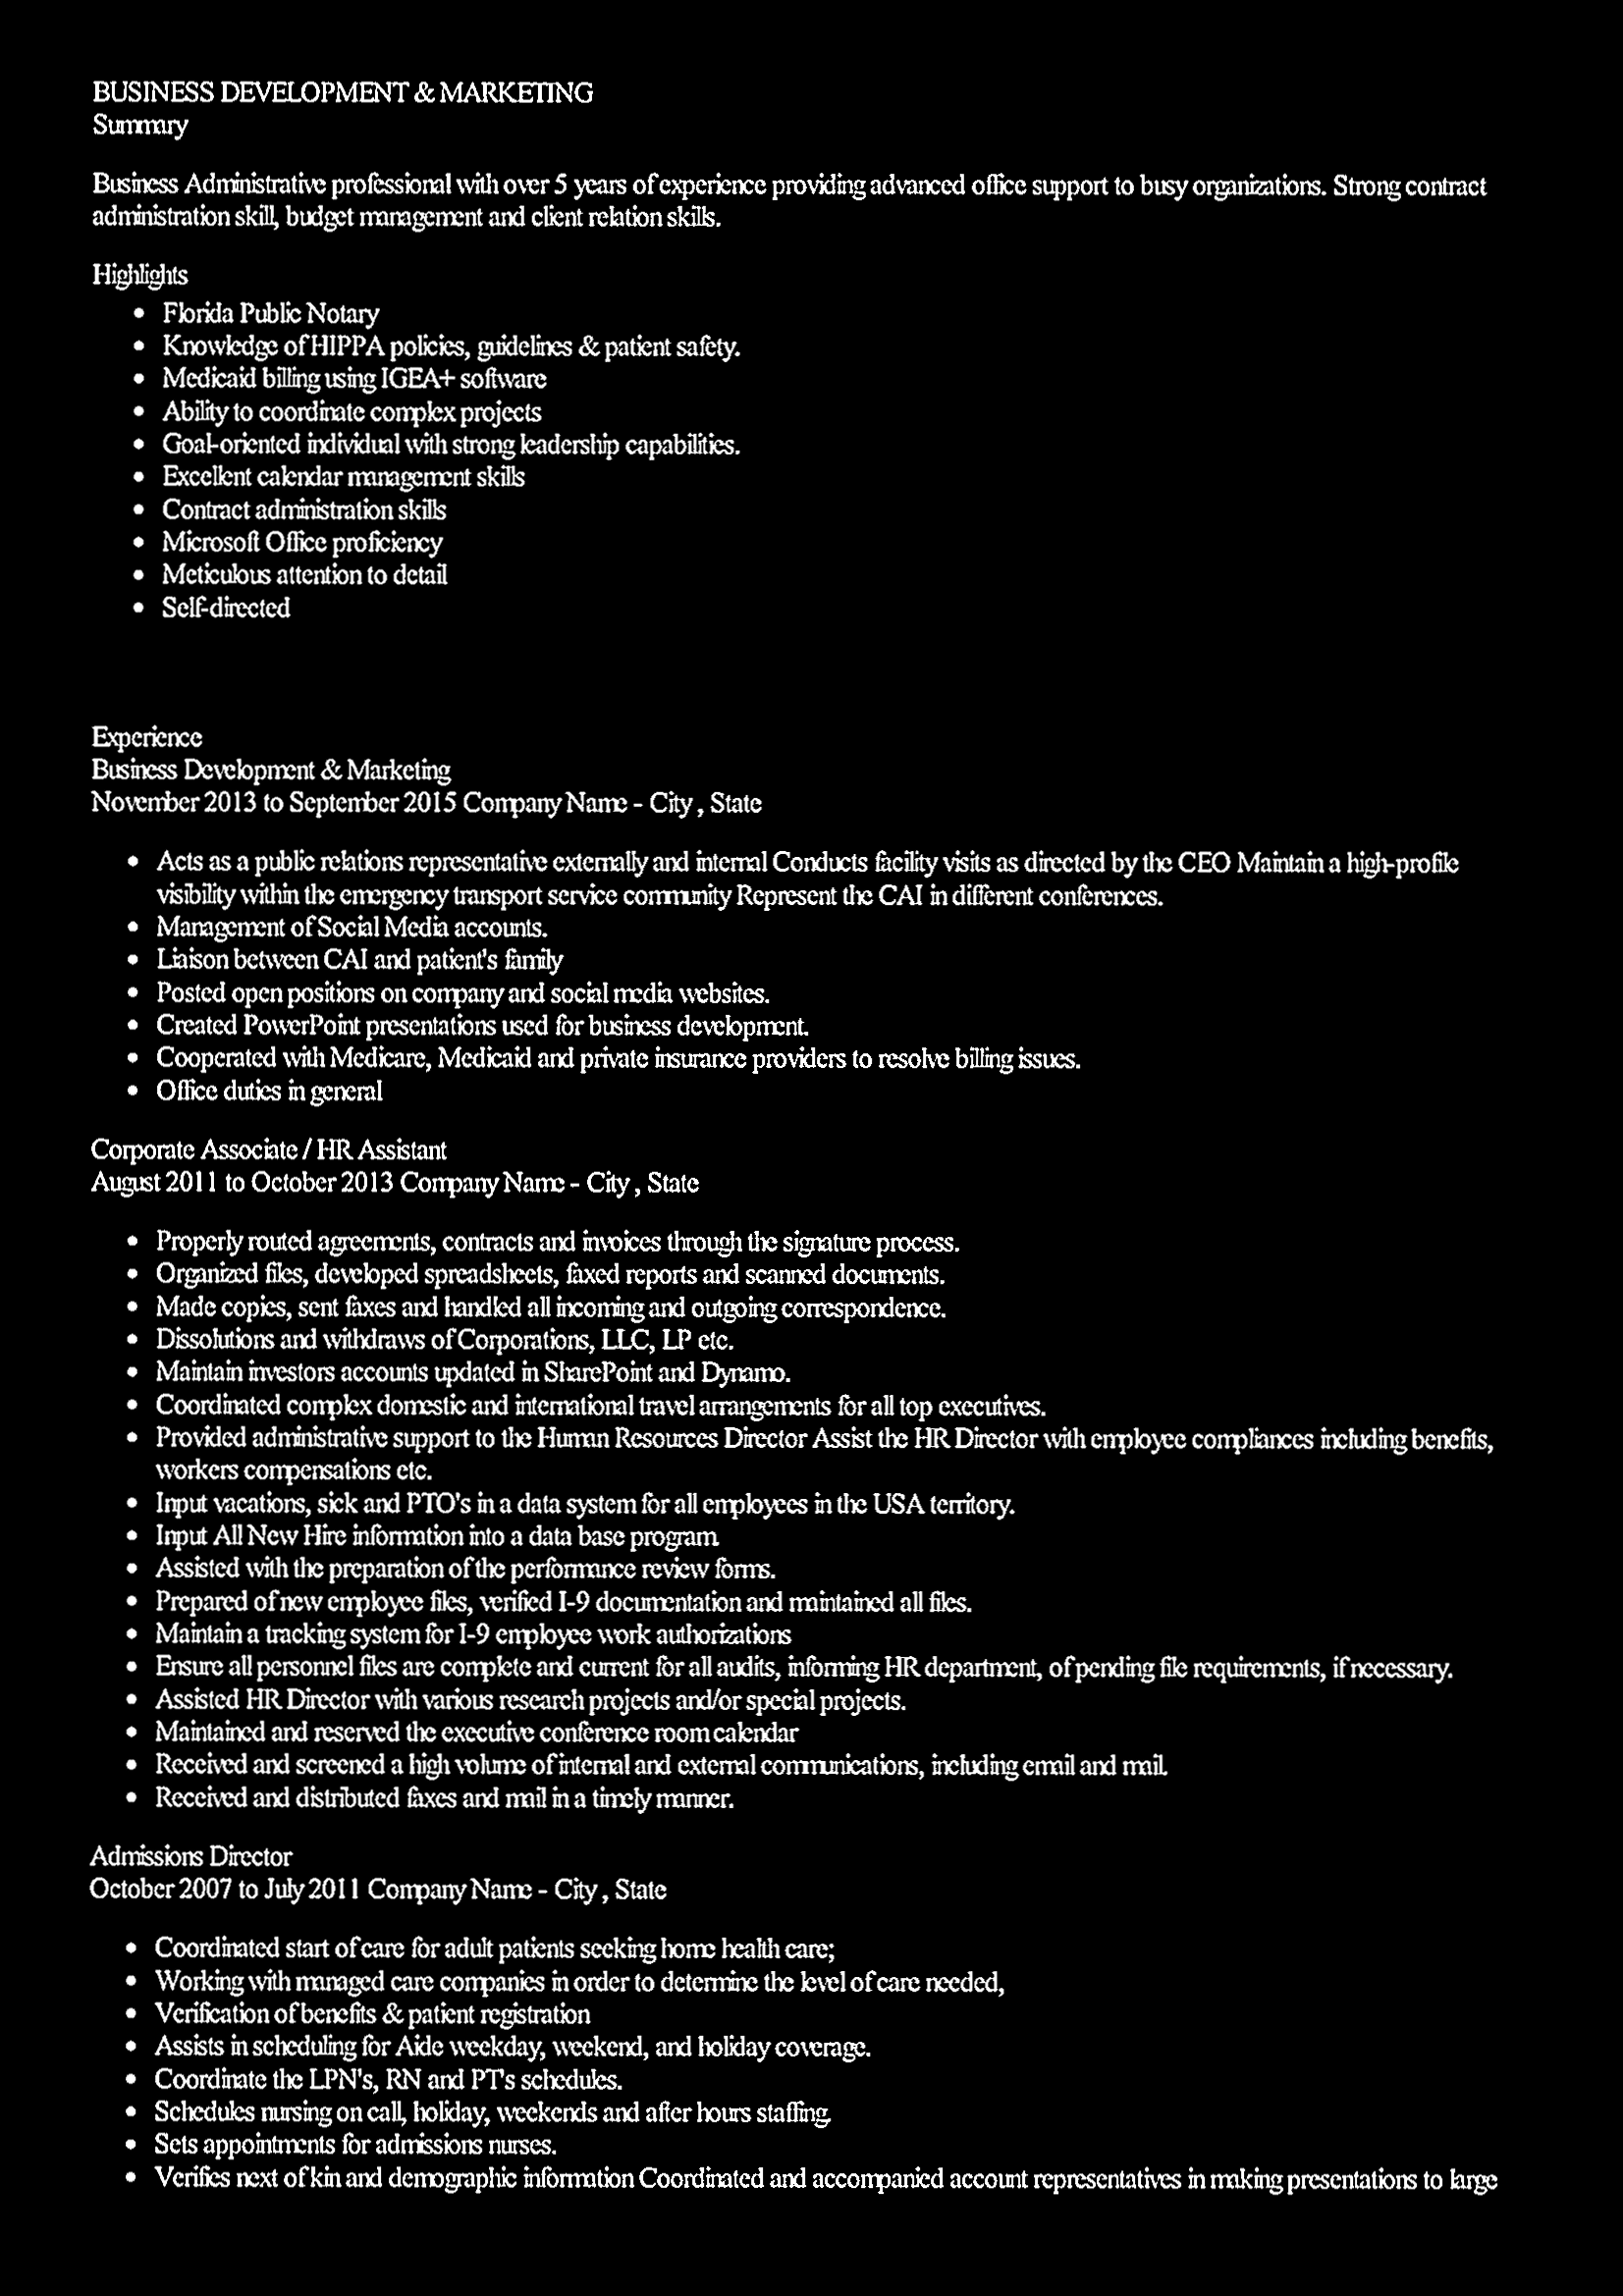 BUSINESS DEVELOPMENT & MARKETING
Summary
Business Administrative professional with over 5 years of experience providing advanced office support to busy organizations. Strong contract
administration skill, budget management and client relation skills.
Highlights
• Florida Public Notary
• Knowledge of HIPPA policies, guidelines & patient safety.
• Medicaid billing using IGEA+ software
• Ability to coordinate complex projects
• Goal-oriented individual with strong leadership capabilities.
• Excellent calendar management skills
• Contract administration skills
• Microsoft Office proficiency
• Meticulous attention to detail
• Self-directed
Experience
Business Development & Marketing
November 2013 to September 2015 Company Name - City , State
• Acts as a public relations representative externally and internal Conducts facility visits as directed by the CEO Maintain a high-profile
visibility within the emergency transport service community Represent the CAI in different conferences.
• Management of Social Media accounts.
• Liaison between CAI and patient's family
• Posted open positions on company and social media websites.
• Created PowerPoint presentations used for business development.
• Cooperated with Medicare, Medicaid and private insurance providers to resolve billing issues.
• Office duties in general
Corporate Associate / HR Assistant
August 2011 to October 2013 Company Name - City , State
• Properly routed agreements, contracts and invoices through the signature process.
• Organized files, developed spreadsheets, faxed reports and scanned documents.
• Made copies, sent faxes and handled all incoming and outgoing correspondence.
• Dissolutions and withdraws of Corporations, LLC, LP etc.
• Maintain investors accounts updated in SharePoint and Dynamo.
• Coordinated complex domestic and international travel arrangements for all top executives.
• Provided administrative support to the Human Resources Director Assist the HR Director with employee compliances including benefits,
workers compensations etc.
• Input vacations, sick and PTO's in a data system for all employees in the USA territory.
• Input All New Hire information into a data base program.
• Assisted with the preparation of the performance review forms.
• Prepared of new employee files, verified I-9 documentation and maintained all files.
• Maintain a tracking system for I-9 employee work authorizations
• Ensure all personnel files are complete and current for all audits, informing HR department, of pending file requirements, if necessary.
• Assisted HR Director with various research projects and/or special projects.
• Maintained and reserved the executive conference room calendar
• Received and screened a high volume of internal and external communications, including email and mail.
• Received and distributed faxes and mail in a timely manner.
Admissions Director
October 2007 to July 2011 Company Name - City , State
• Coordinated start of care for adult patients seeking home health care;
• Working with managed care companies in order to determine the level of care needed,
• Verification of benefits & patient registration
• Assists in scheduling for Aide weekday, weekend, and holiday coverage.
• Coordinate the LPN's, RN and PT's schedules.
• Schedules nursing on call, holiday, weekends and after hours staffing.
• Sets appointments for admissions nurses.
• Verifies next of kin and demographic information Coordinated and accompanied account representatives in making presentations to large